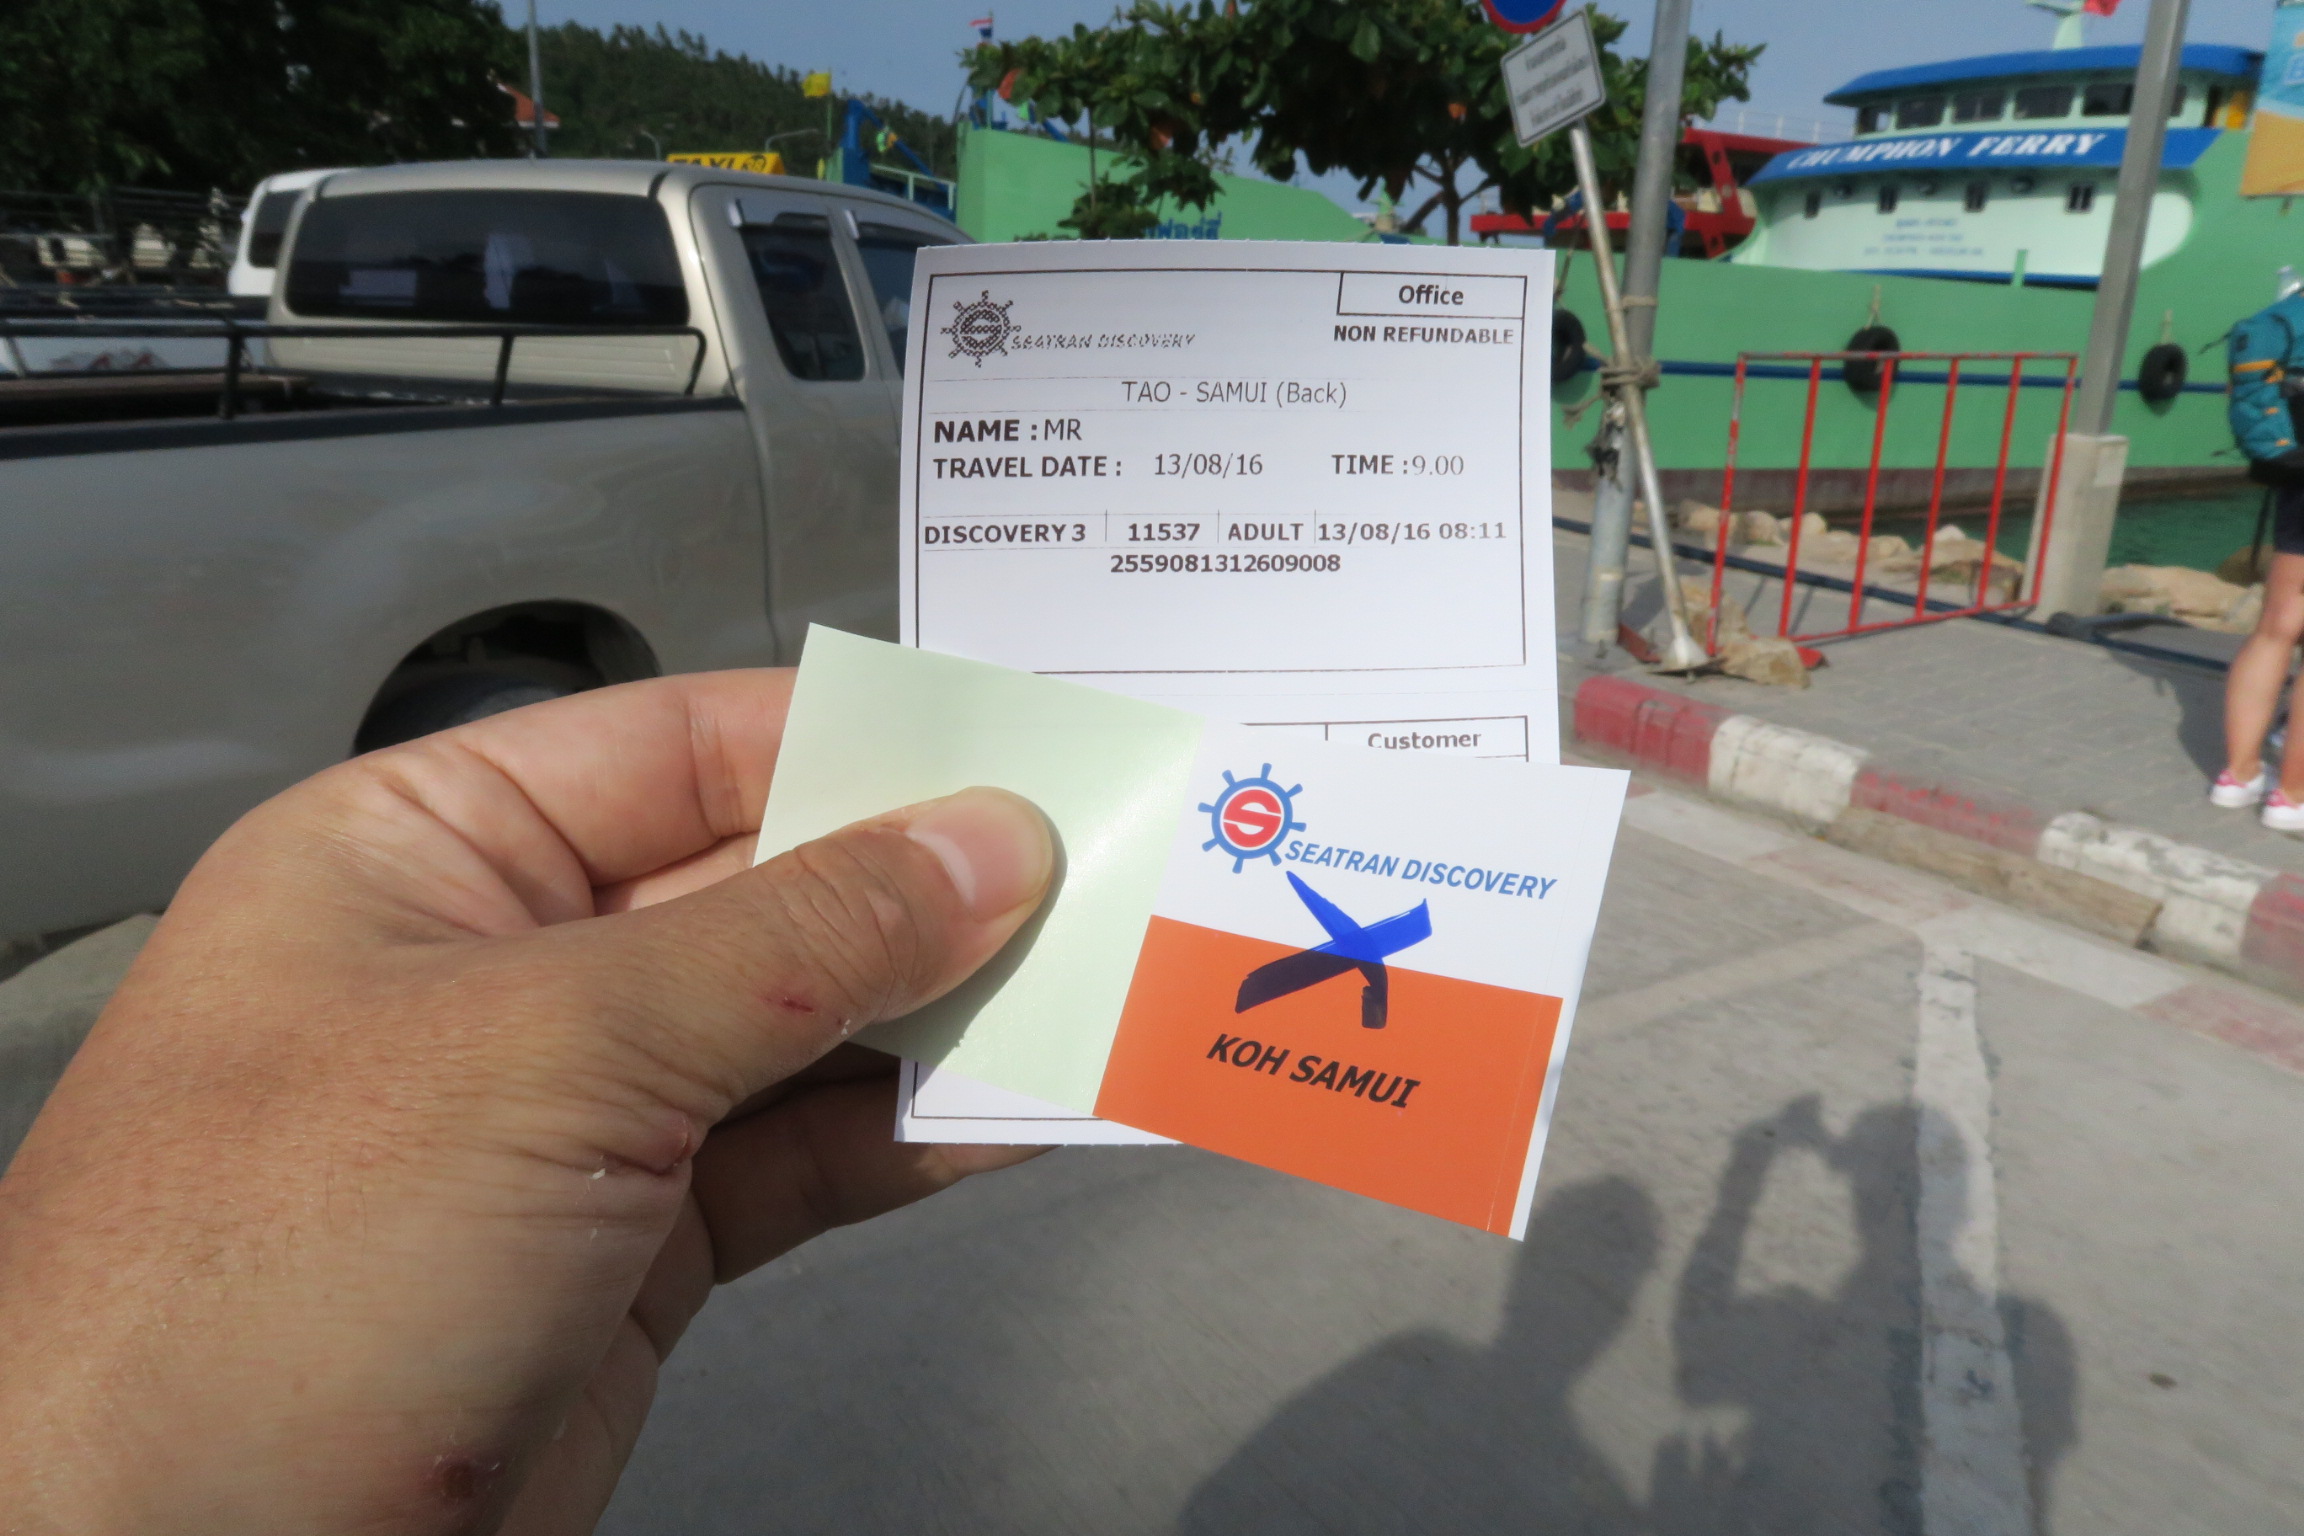 TAXI 39
CHUMPHON FERRY
Office
SEATRAN DISCOVERY
NON REFUNDABLE
TAO - SAMUI (Back)
NAME : MR
TRAVEL DATE : 13/08/16 TIME :9.00
DISCOVERY 3 11537 ADULT 13/08/16 08:11
2559081312609008
Customer
S
SEATRAN DISCOVERY
X
KOH SAMUI